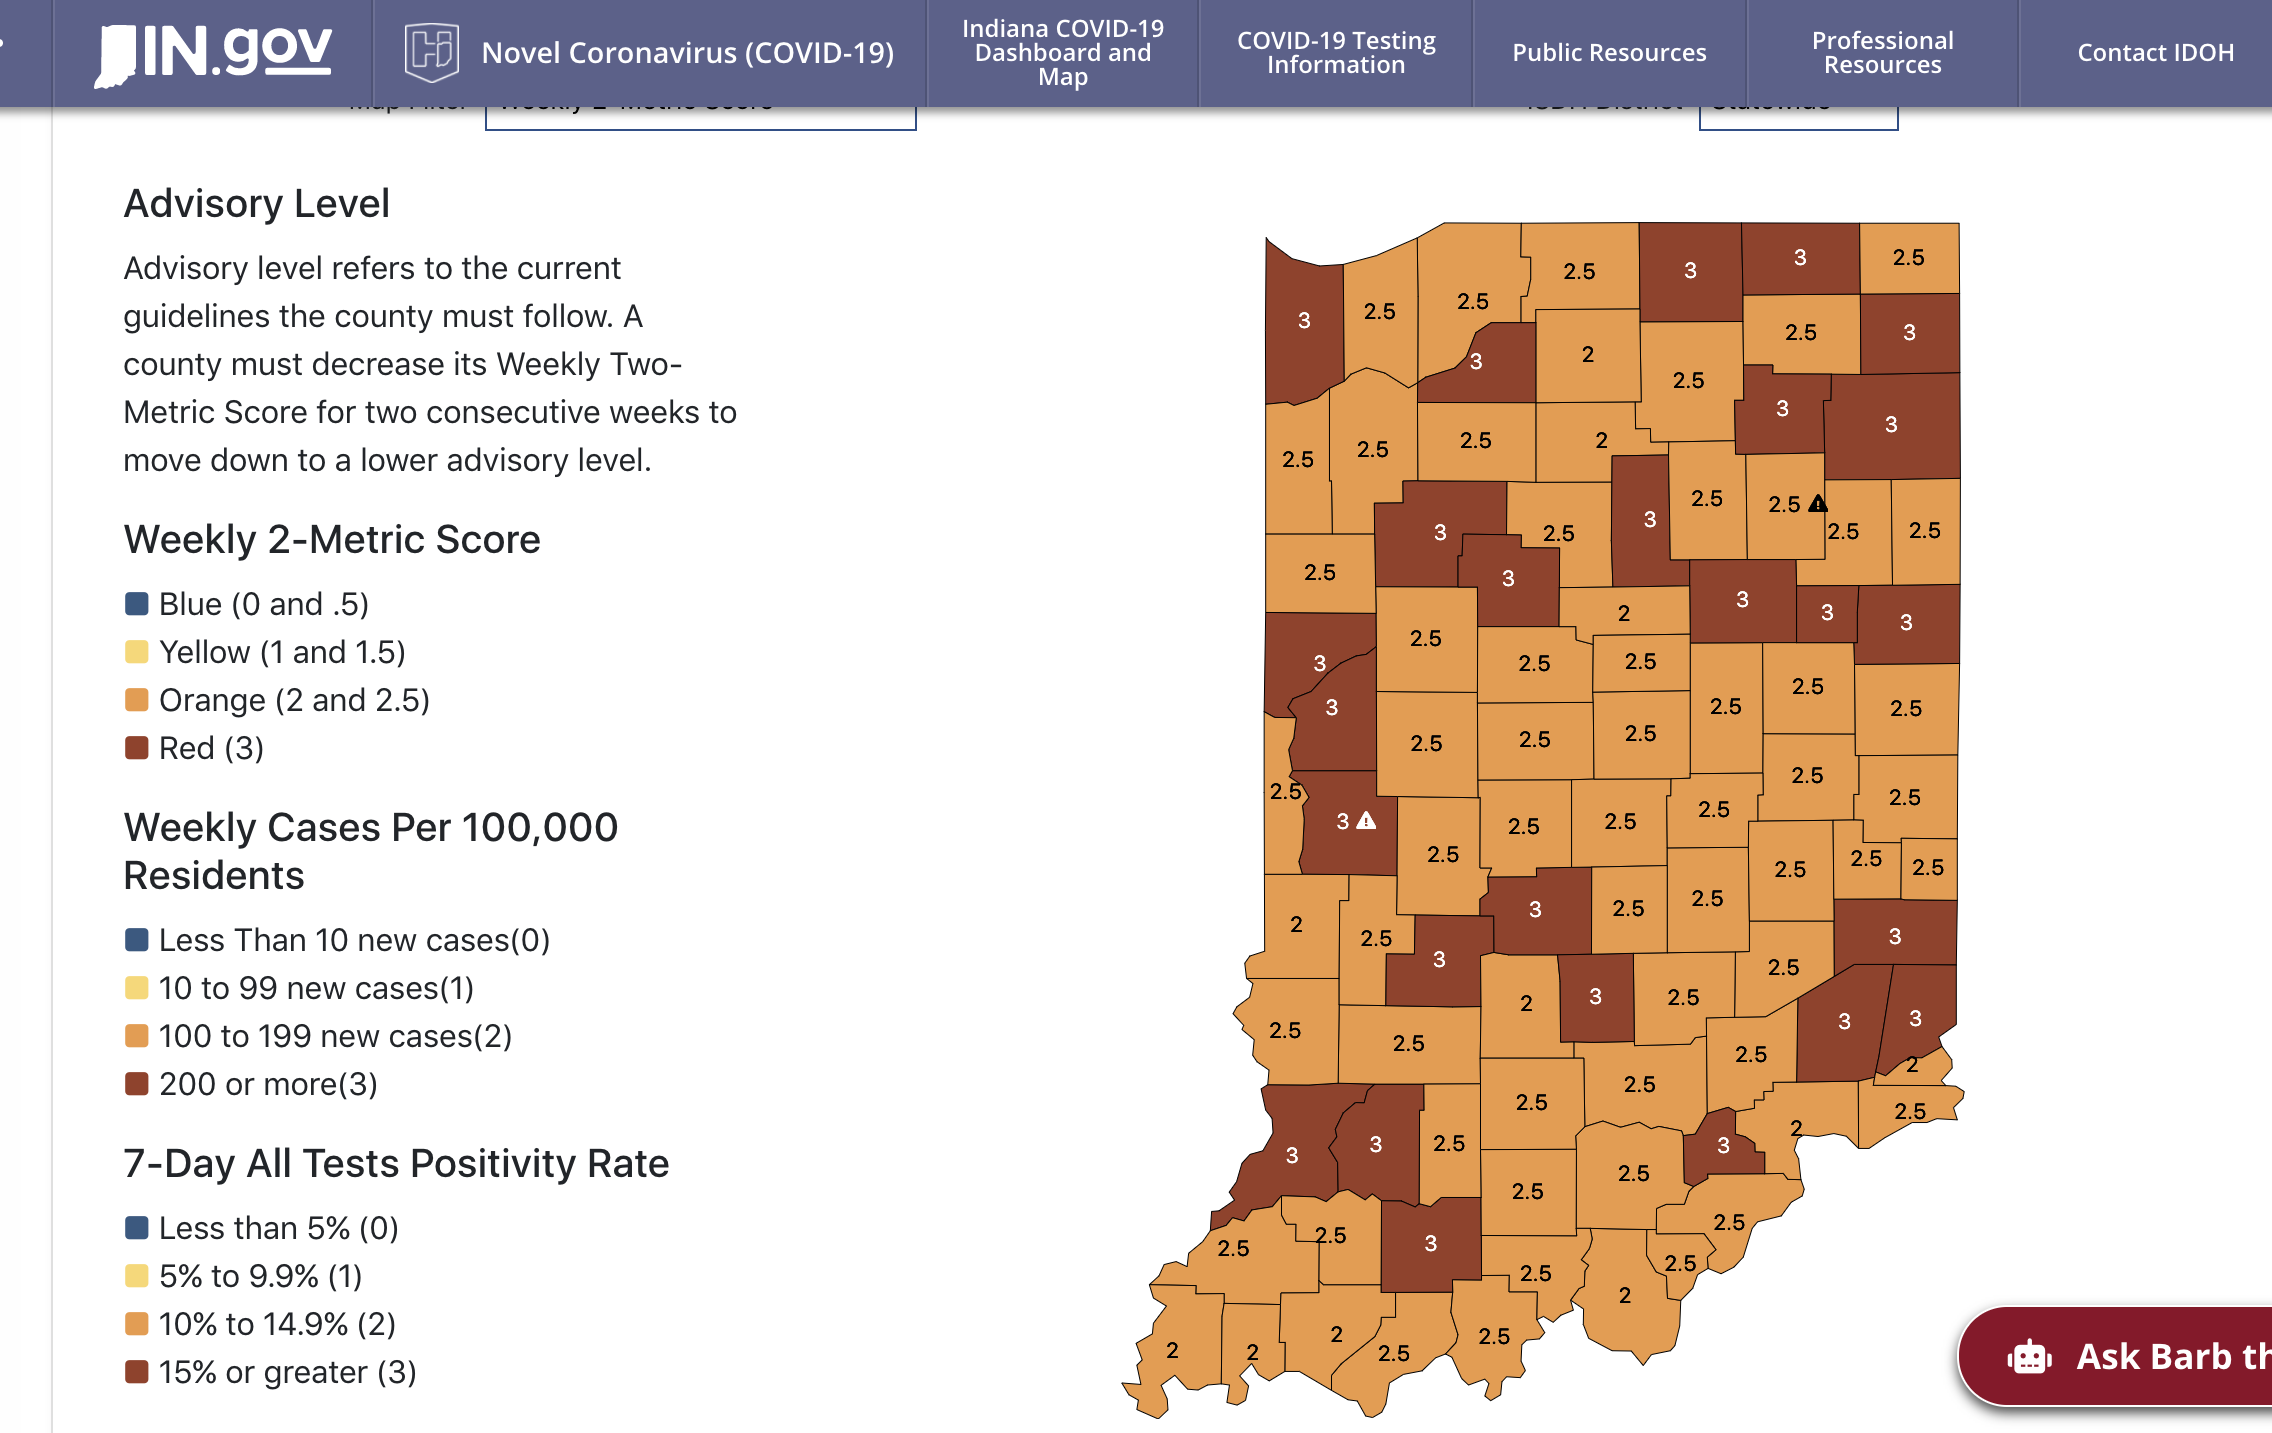 IN.gov
Novel Coronavirus (COVID-19)
Indiana COVID-19
Dashboard and
Map
COVID-19 Testing
Information
Public Resources
Professional
Resources
Contact IDOH
Map Filter
Weekly 2-Metric Score
ISDH District
Statewide
Advisory Level
Advisory level refers to the current
guidelines the county must follow. A
county must decrease its Weekly Two-
Metric Score for two consecutive weeks to
move down to a lower advisory level.
Weekly 2-Metric Score
Blue (0 and .5)
Yellow (1 and 1.5)
Orange (2 and 2.5)
Red (3)
Weekly Cases Per 100,000
Residents
Less Than 10 new cases(0)
10 to 99 new cases(1)
100 to 199 new cases(2)
200 or more(3)
7-Day All Tests Positivity Rate
Less than 5% (0)
5% to 9.9% (1)
10% to 14.9% (2)
15% or greater (3)
3 2.5 2.5 2.5 3 3 2.5
3 2 2.5 2.5 3
2.5 2.5 2.5 2 3 3
3 2.5 3 2.5 2.5 2.5 2.5
2.5 3 2 3 3 3
3 2.5 2.5 2.5 2.5 2.5 2.5
3 2.5 2.5 2.5 2.5 2.5
2.5 3 2.5 2.5 2.5 2.5 2.5 2.5 2.5
2 2.5 3 3 2.5 2.5 2.5 3
2.5 2.5 2 3 2.5 2.5 3 3
2.5 2.5 2.5 2 2.5
3 3 2.5 2.5 2.5 3 2
2.5 2.5 3 2.5 2.5 2.5
2 2 2 2.5 2.5 2
Ask Barb th